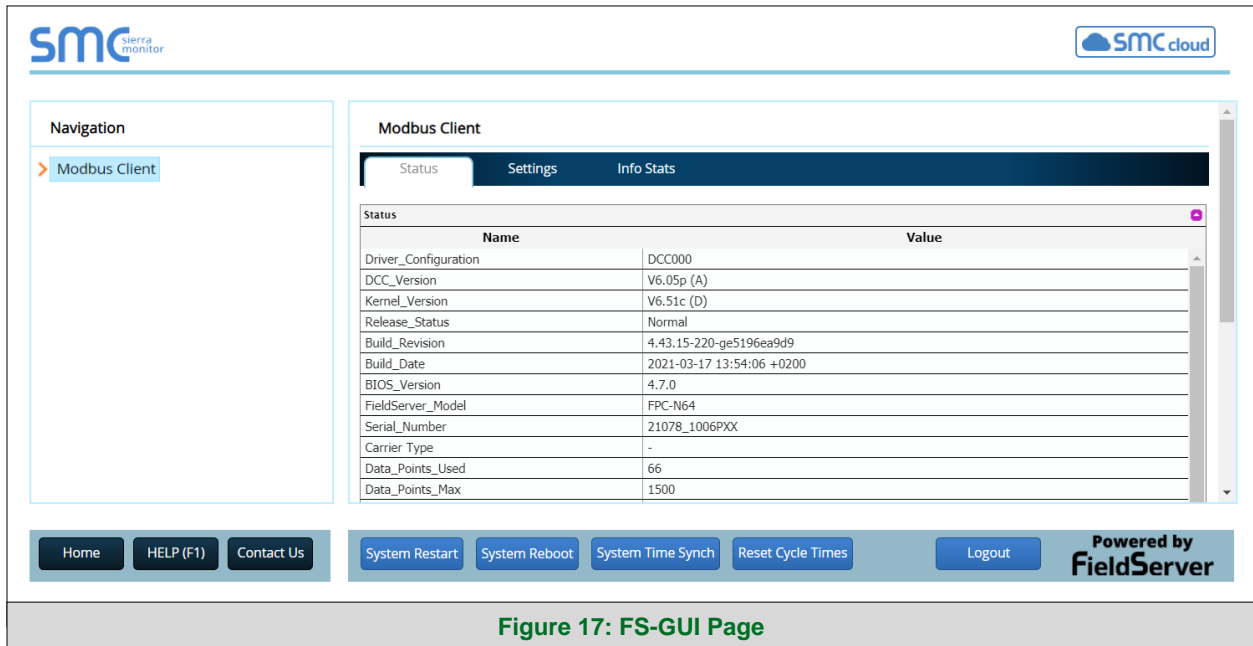 SMC sierra monitor
SMC cloud
Navigation
Modbus Client
Modbus Client
Status Settings Info Stats
Status
Name Value
Driver_Configuration DCC000
DCC_Version V6.05p (A)
Kernel_Version V6.51c (D)
Release_Status Normal
Build_Revision 4.43.15-220-ge5196ea9d9
Build_Date 2021-03-17 13:54:06 +0200
BIOS_Version 4.7.0
FieldServer_Model FPC-N64
Serial_Number 21078_1006PXX
Carrier Type -
Data_Points_Used 66
Data_Points_Max 1500
Home HELP (F1) Contact Us
System Restart System Reboot System Time Synch Reset Cycle Times Logout
Powered by
FieldServer
Figure 17: FS-GUI Page